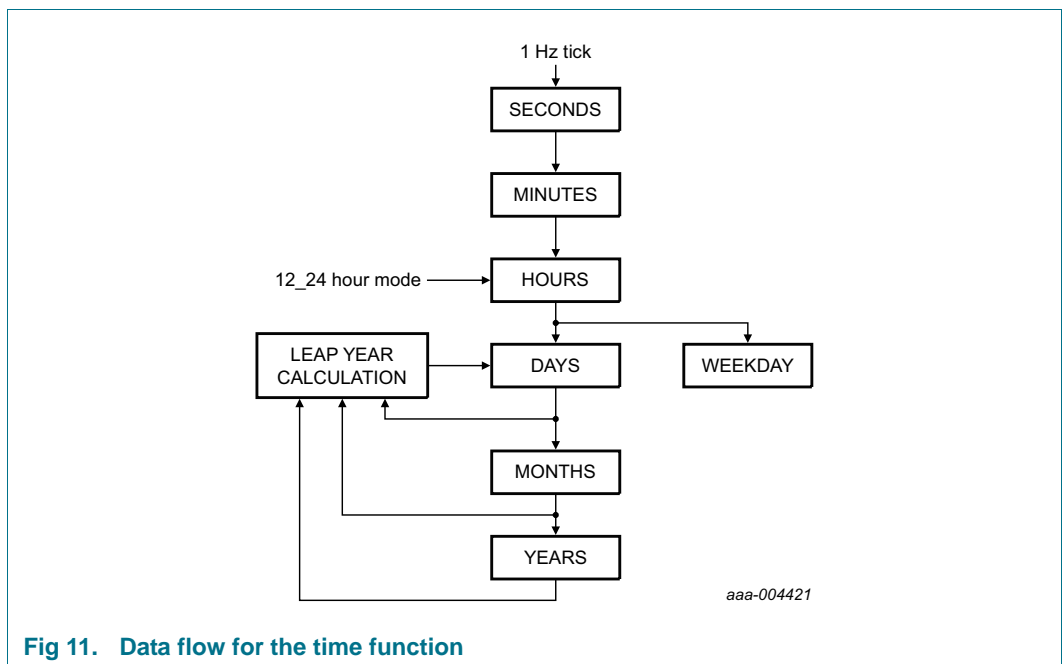 1 Hz tick
SECONDS
MINUTES
12_24 hour mode
HOURS
LEAP YEAR
CALCULATION
DAYS
WEEKDAY
MONTHS
YEARS
aaa-004421
Fig 11. Data flow for the time function